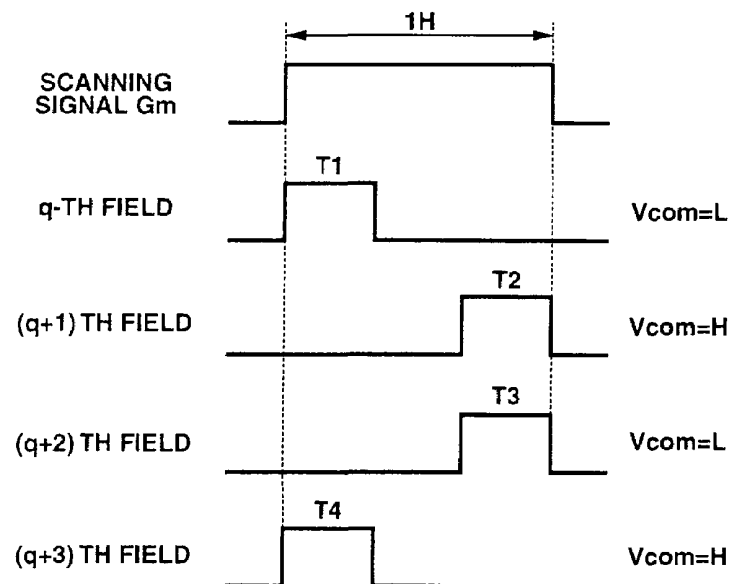 1H
SCANNING
SIGNAL Gm
T1
q-TH FIELD Vcom=L
T2
(q+1) TH FIELD Vcom=H
T3
(q+2) TH FIELD Vcom=L
T4
(q+3) TH FIELD Vcom=H